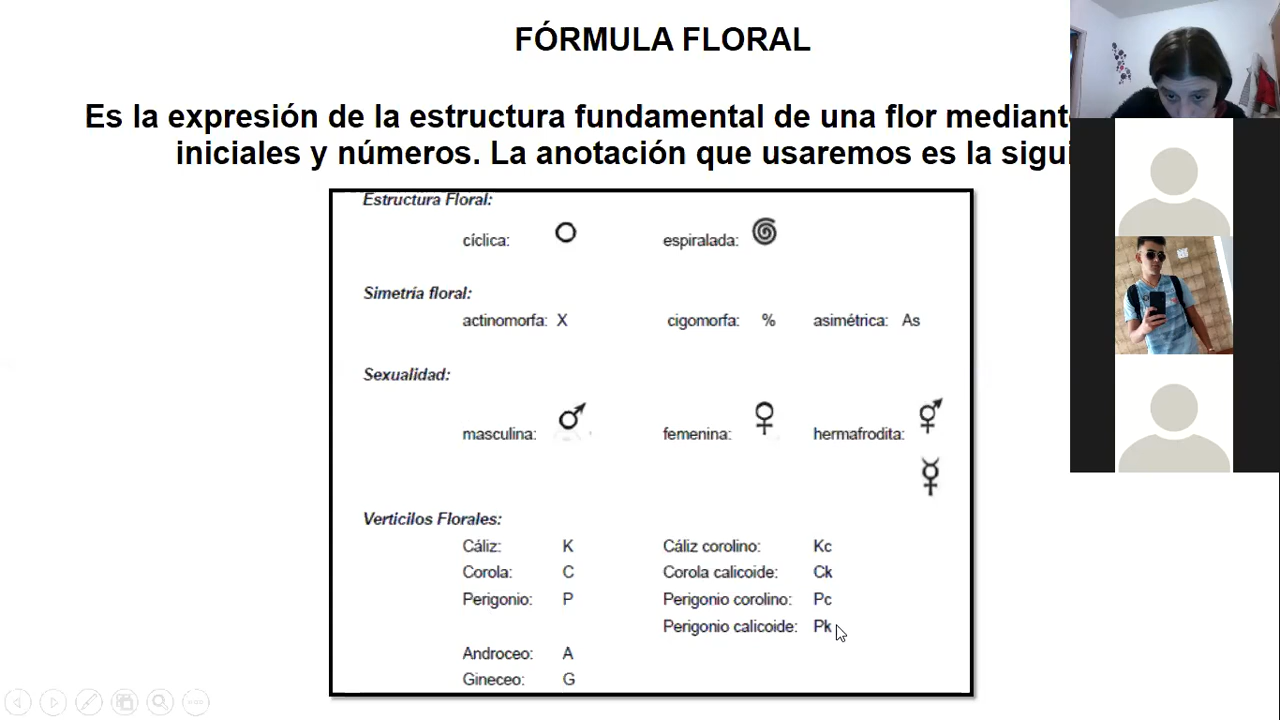 FÓRMULA FLORAL
Es la expresión de la estructura fundamental de una flor mediant
iniciales y números. La anotación que usaremos es la sigui
Estructura Floral:
cíclica: espiralada:
Simetría floral:
actinomorfa: X cigomorfa: % asimétrica: As
Sexualidad:
masculina: ♂ femenina: ♀ hermafrodita: ⚥
☿
Verticilos Florales:
Cáliz: K Cáliz corolino: Kc
Corola: C Corola calicoide: Ck
Perigonio: P Perigonio corolino: Pc
Perigonio calicoide: Pk
Androceo: A
Gineceo: G